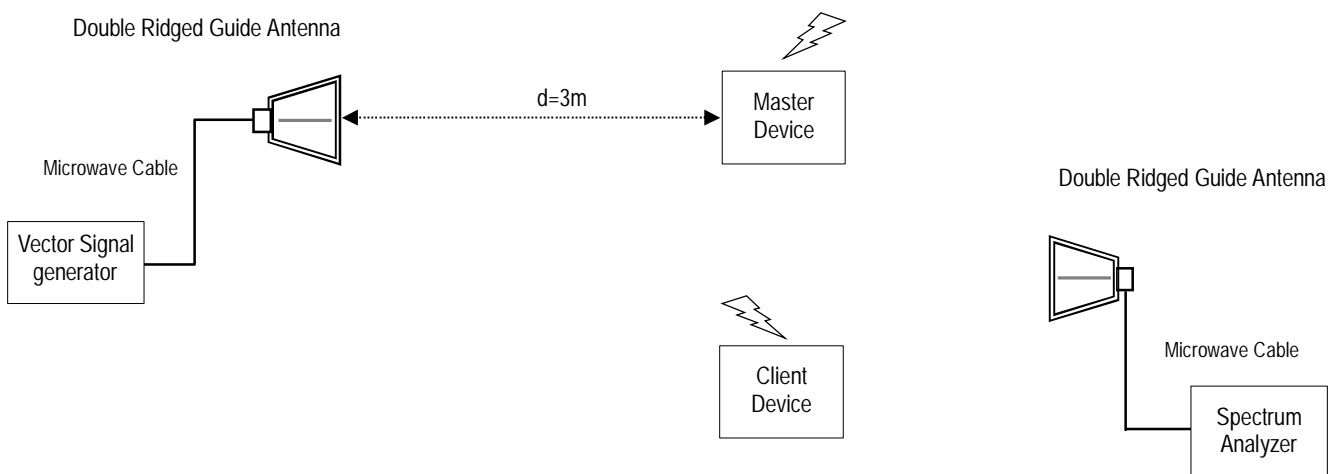 Double Ridged Guide Antenna
d=3m
Master
Device
Microwave Cable
Double Ridged Guide Antenna
Vector Signal
generator
Microwave Cable
Client
Device
Spectrum
Analyzer